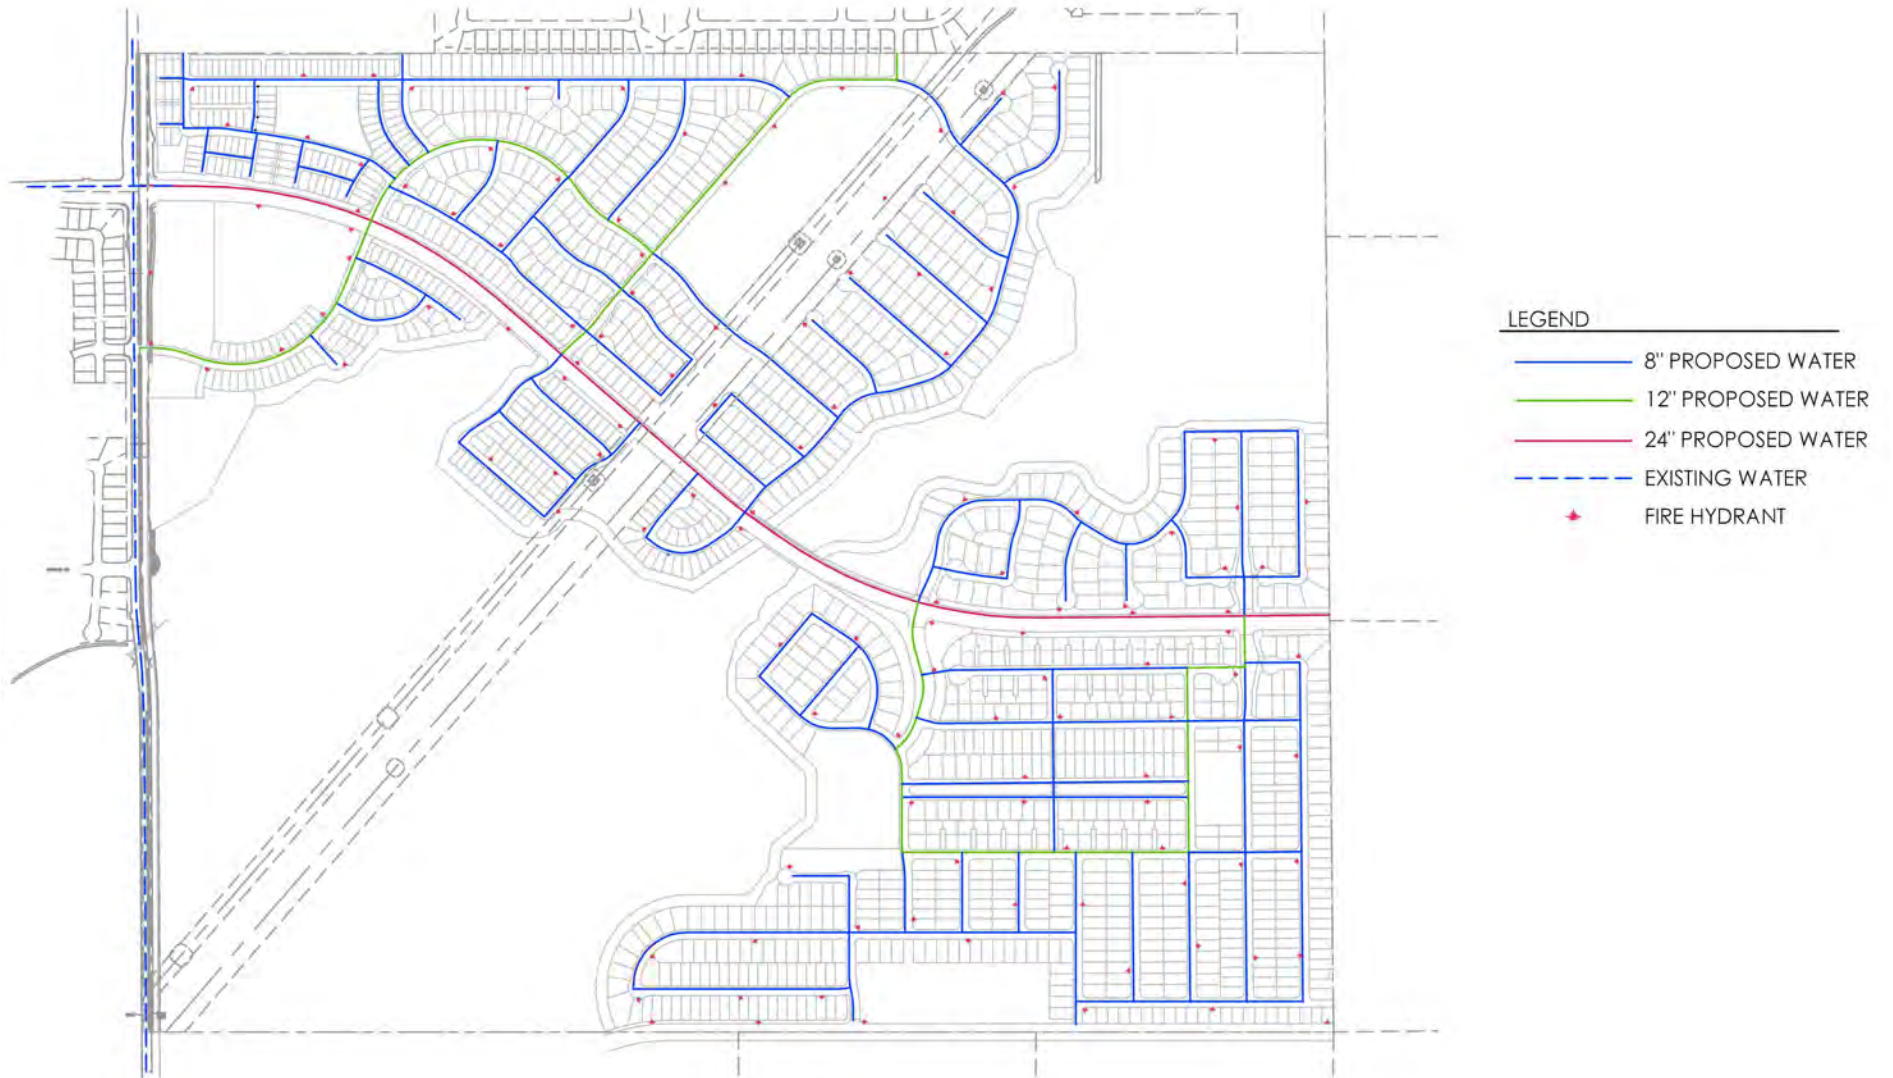 LEGEND
8" PROPOSED WATER
12" PROPOSED WATER
24" PROPOSED WATER
EXISTING WATER
FIRE HYDRANT